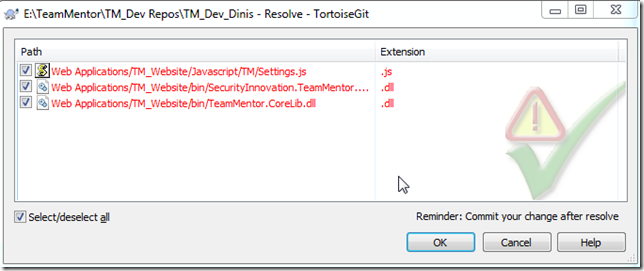 E:\TeamMentor\TM_Dev Repos\TM_Dev_Dinis - Resolve - TortoiseGit
Path Extension
Web Applications/TM_Website/Javascript/TM/Settings.js .js
Web Applications/TM_Website/bin/SecurityInnovation.TeamMentor.... .dll
Web Applications/TM_Website/bin/TeamMentor.CoreLib.dll .dll
Select/deselect all Reminder: Commit your change after resolve
OK Cancel Help